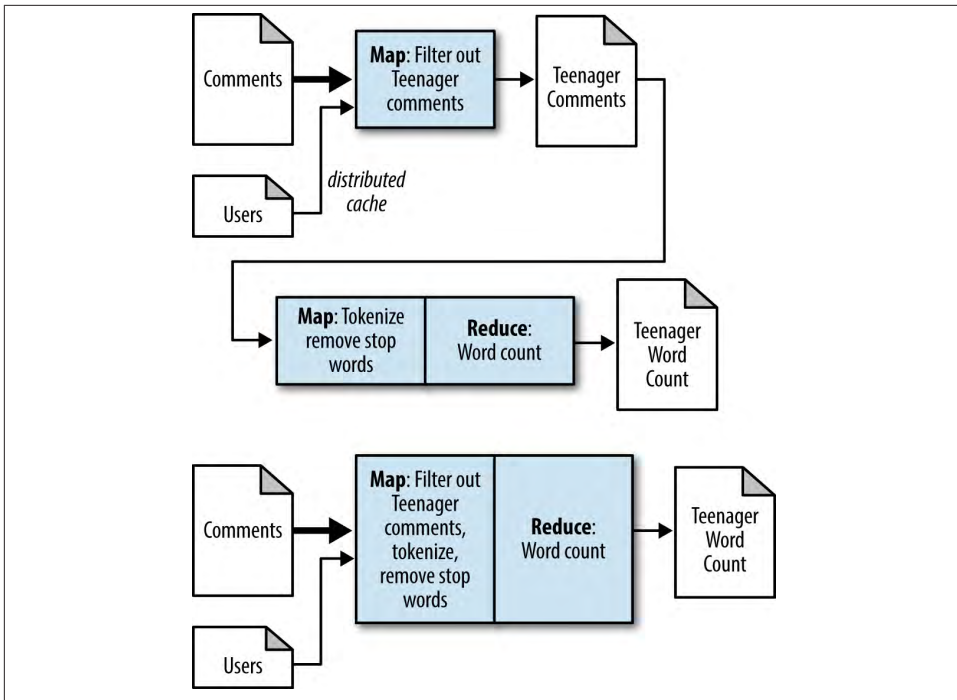 Comments
Map: Filter out
Teenager
comments
Teenager
Comments
distributed
cache
Users
Map: Tokenize
remove stop
words
Reduce:
Word count
Teenager
Word
Count
Comments
Map: Filter out
Teenager
comments,
tokenize,
remove stop
words
Reduce:
Word count
Teenager
Word
Count
Users